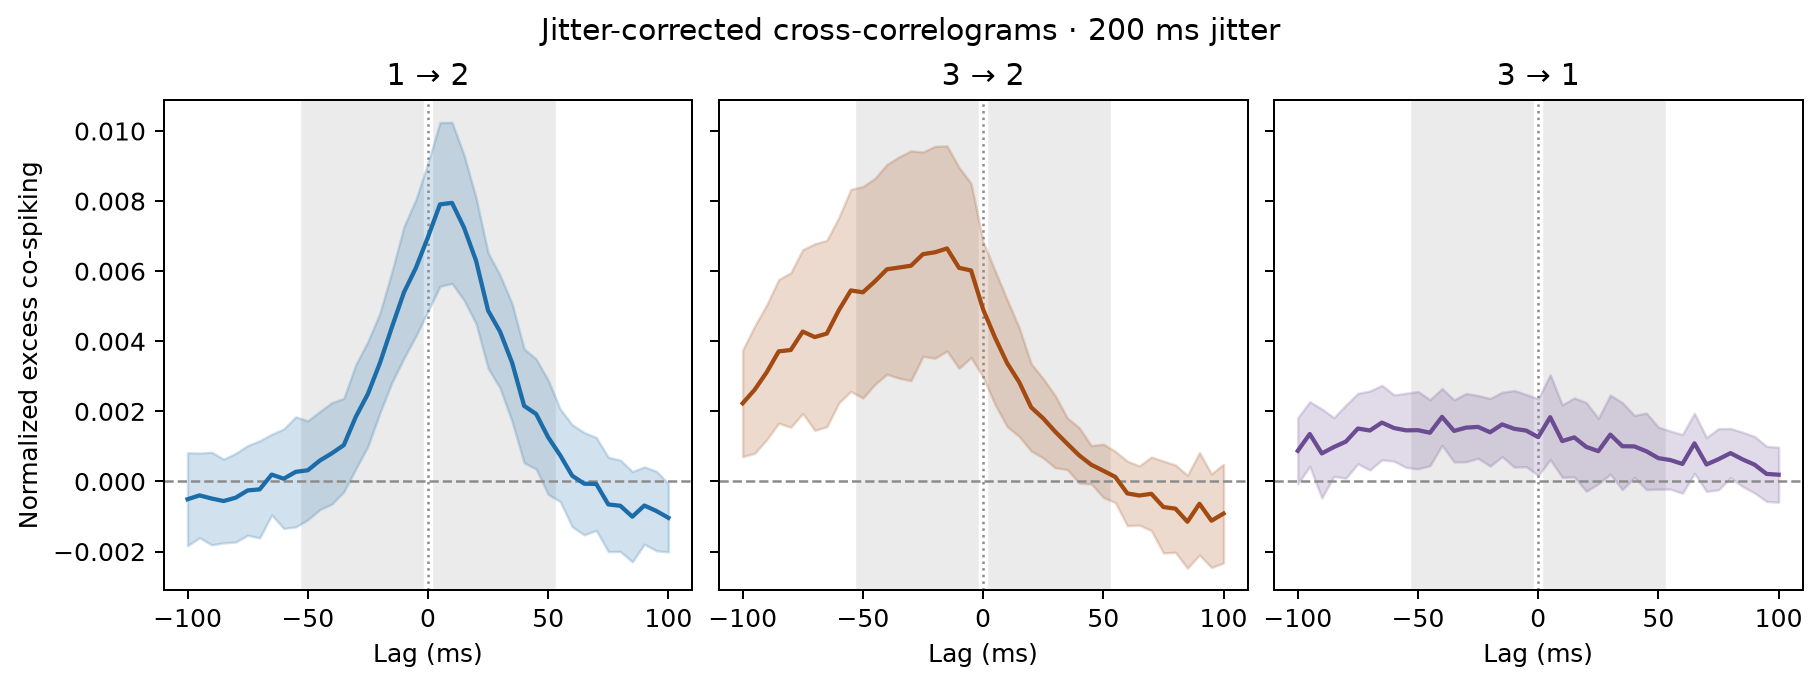 Jitter-corrected cross-correlograms · 200 ms jitter
1 → 2
3 → 2
3 → 1
Normalized excess co-spiking
0.010
0.008
0.006
0.004
0.002
0.000
−0.002
−100 −50 0 50 100
−100 −50 0 50 100
−100 −50 0 50 100
Lag (ms)
Lag (ms)
Lag (ms)